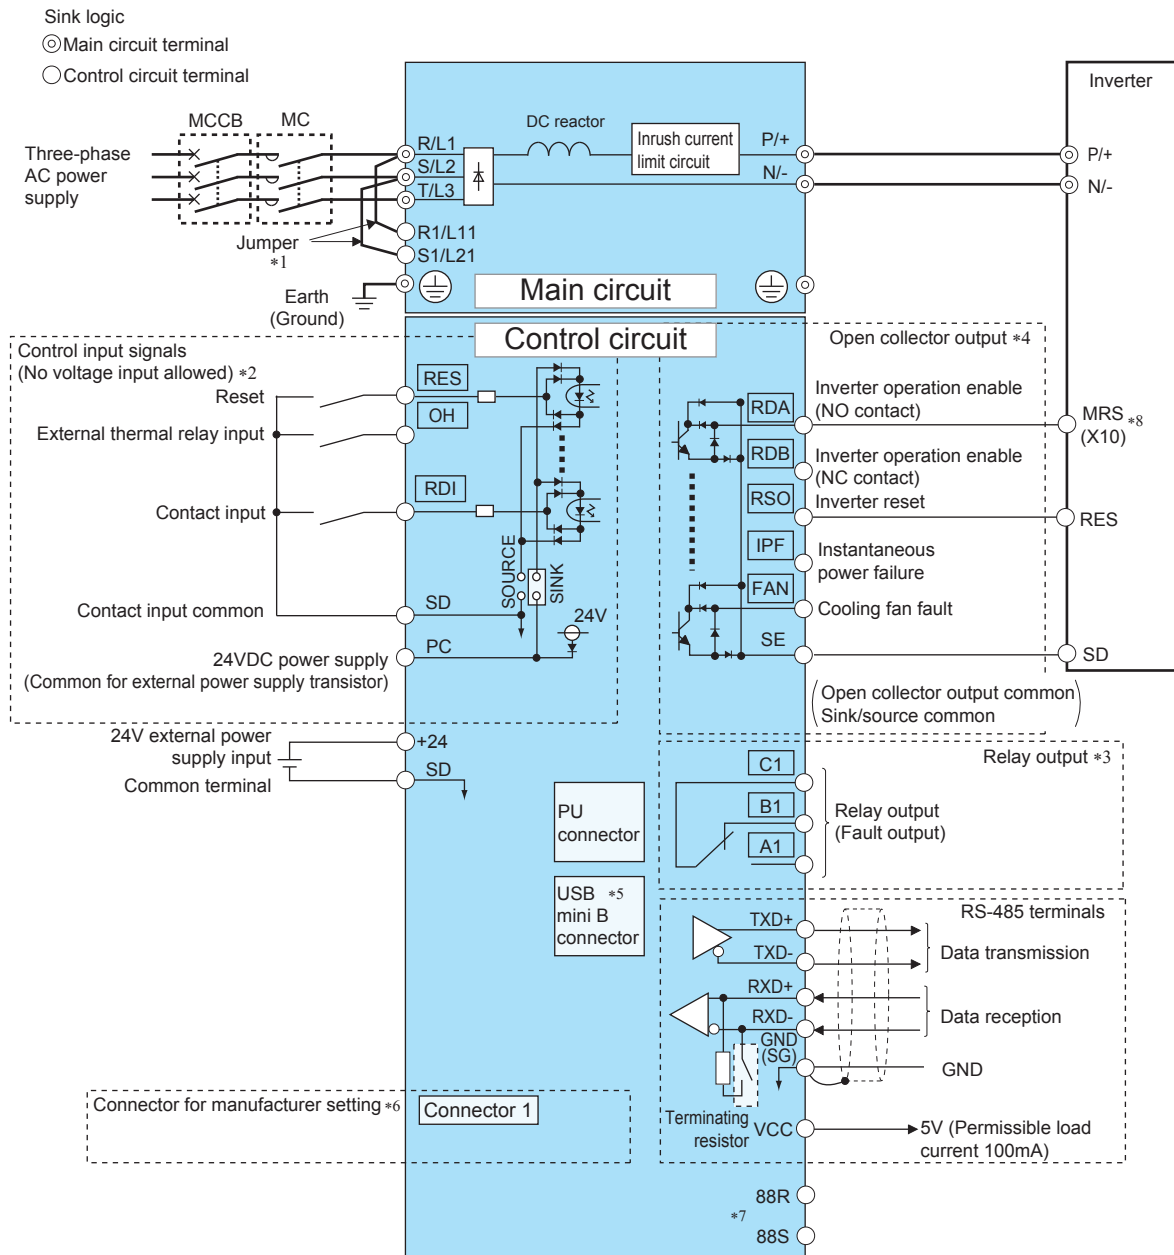 Sink logic
Main circuit terminal
Control circuit terminal
Inverter
MCCB
MC
DC reactor
Inrush current
limit circuit
Three-phase
AC power
supply
R/L1
S/L2
T/L3
R1/L11
S1/L21
P/+
N/-
P/+
N/-
Jumper
*1
Earth
(Ground)
Main circuit
Control circuit
Control input signals
(No voltage input allowed) *2
Open collector output *4
Reset
RES
OH
External thermal relay input
RDI
Contact input
SOURCE
SINK
Contact input common
SD
24V
PC
24VDC power supply
(Common for external power supply transistor)
RDA
Inverter operation enable
(NO contact)
MRS *8
(X10)
RDB
Inverter operation enable
(NC contact)
RSO
Inverter reset
RES
IPF
Instantaneous
power failure
FAN
Cooling fan fault
SE
SD
Open collector output common
Sink/source common
24V external power
supply input
+24
SD
Common terminal
Relay output *3
C1
B1
A1
Relay output
(Fault output)
PU
connector
USB *5
mini B
connector
RS-485 terminals
TXD+
TXD-
Data transmission
RXD+
RXD-
Data reception
GND
(SG)
GND
Terminating
resistor
VCC
5V (Permissible load
current 100mA)
Connector for manufacturer setting *6
Connector 1
88R
*7
88S